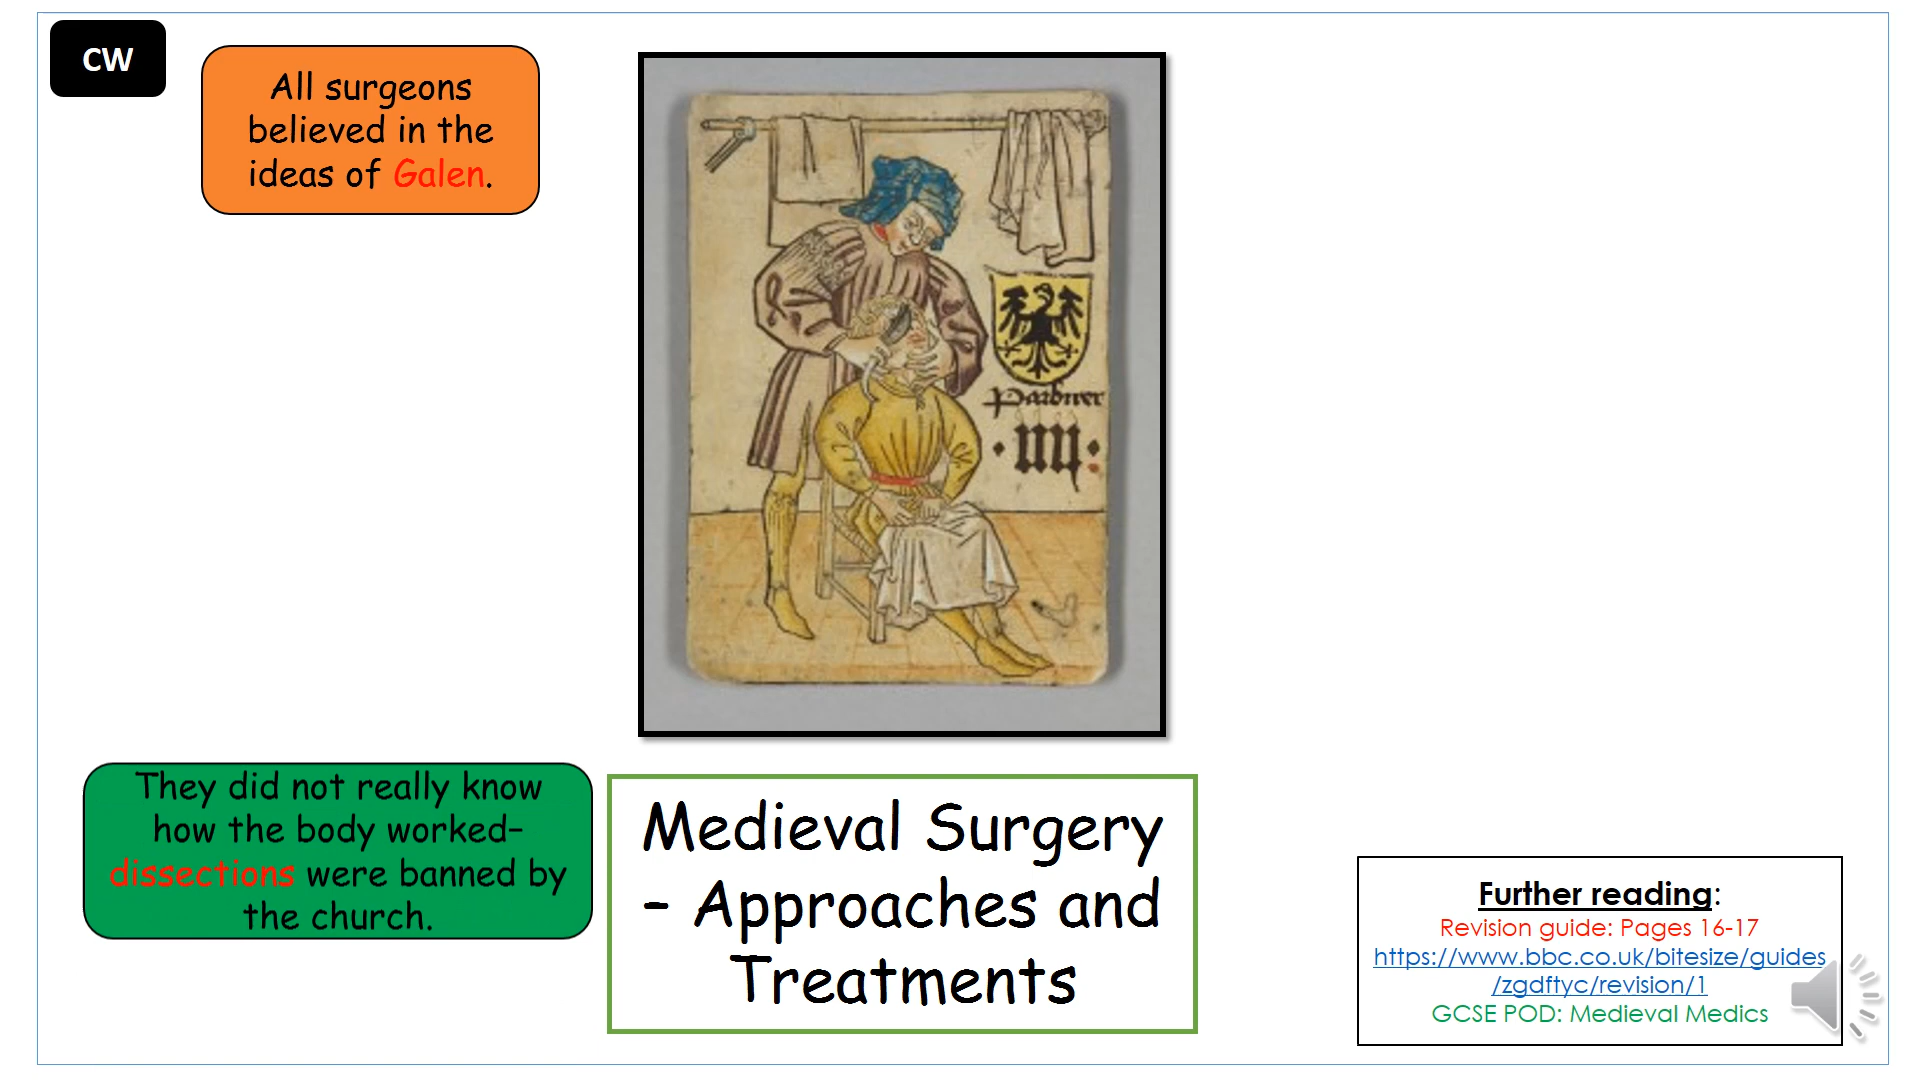 CW
All surgeons
believed in the
ideas of Galen.
Parbirer
· IIIJ ·
They did not really know
how the body worked–
dissections were banned by
the church.
Medieval Surgery
– Approaches and
Treatments
Further reading:
Revision guide: Pages 16-17
https://www.bbc.co.uk/bitesize/guides
/zgdftyc/revision/1
GCSE POD: Medieval Medics